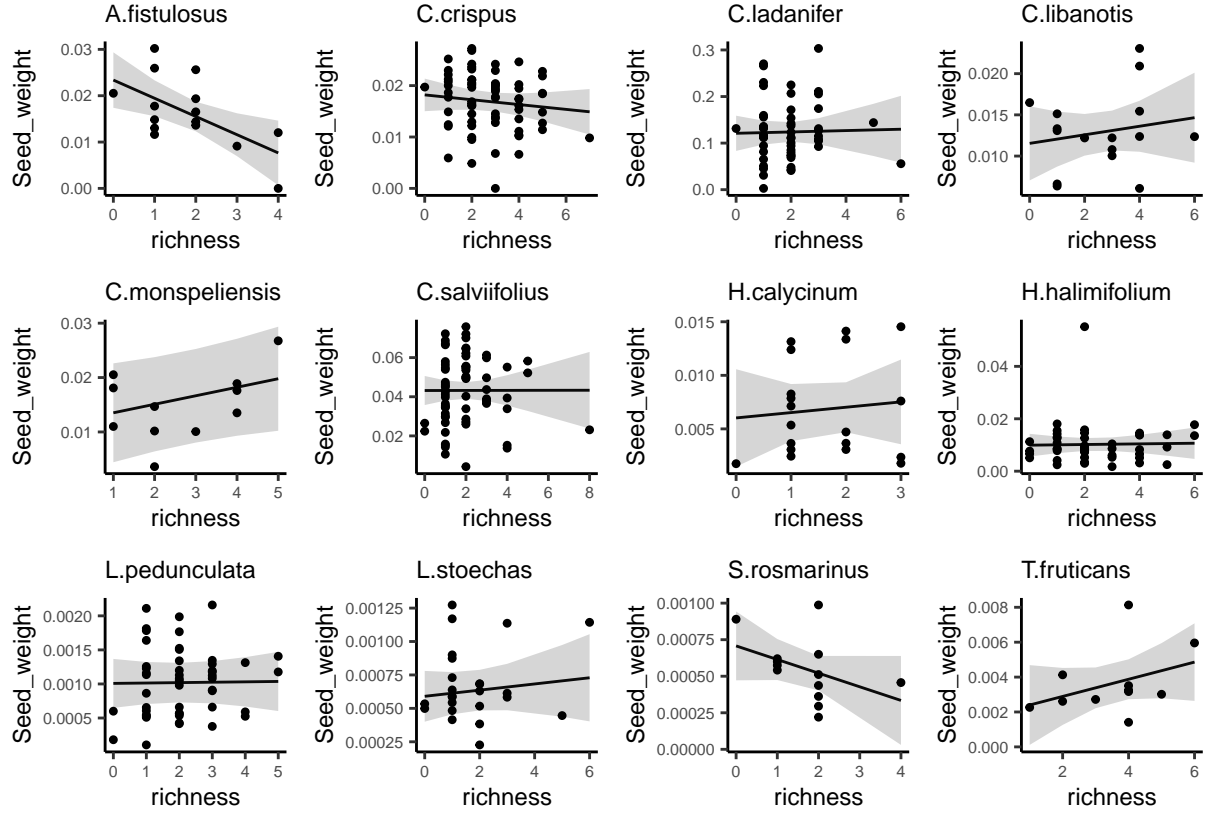 A.fistulosus C.crispus C.ladanifer C.libanotis
Seed_weight 0.03 0.02 0.01 0.00
0 1 2 3 4
richness
Seed_weight 0.02 0.01 0.00
0 2 4 6
richness
Seed_weight 0.3 0.2 0.1 0.0
0 2 4 6
richness
Seed_weight 0.020 0.015 0.010
0 2 4 6
richness
C.monspeliensis C.salviifolius H.calycinum H.halimifolium
Seed_weight 0.03 0.02 0.01
1 2 3 4 5
richness
Seed_weight 0.06 0.04 0.02
0 2 4 6 8
richness
Seed_weight 0.015 0.010 0.005
0 1 2 3
richness
Seed_weight 0.04 0.02 0.00
0 2 4 6
richness
L.pedunculata L.stoechas S.rosmarinus T.fruticans
Seed_weight 0.0020 0.0015 0.0010 0.0005
0 1 2 3 4 5
richness
Seed_weight 0.00125 0.00100 0.00075 0.00050 0.00025
0 2 4 6
richness
Seed_weight 0.00100 0.00075 0.00050 0.00025 0.00000
0 1 2 3 4
richness
Seed_weight 0.008 0.006 0.004 0.002 0.000
2 4 6
richness